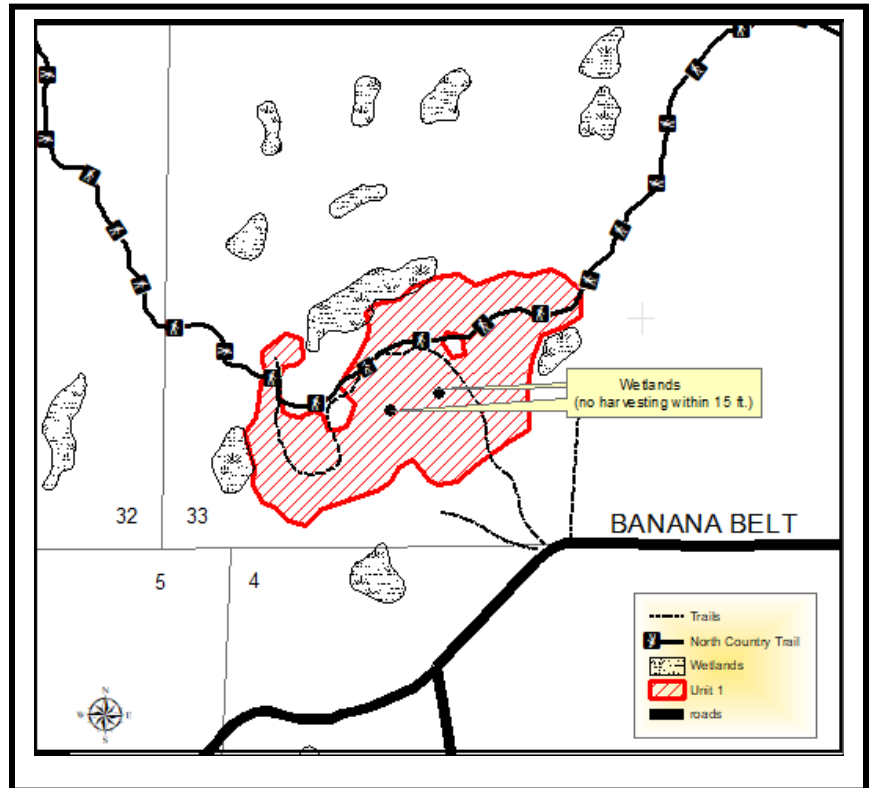 Wetlands
(no harvesting within 15 ft.)
32
33
BANANA BELT
5
4
Trails
North Country Trail
Wetlands
Unit 1
roads
N
W
E
S